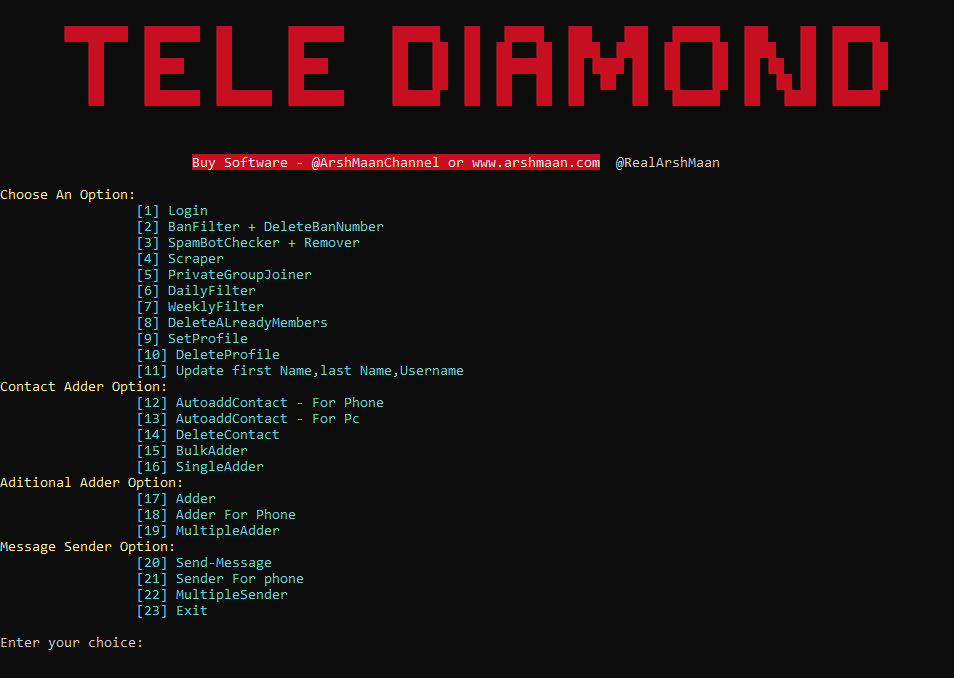 TELE DIAMOND
Buy Software - @ArshMaanChannel or www.arshmaan.com @RealArshMaan
Choose An Option:
[1] Login
[2] BanFilter + DeleteBanNumber
[3] SpamBotChecker + Remover
[4] Scraper
[5] PrivateGroupJoiner
[6] DailyFilter
[7] WeeklyFilter
[8] DeleteALreadyMembers
[9] SetProfile
[10] DeleteProfile
[11] Update first Name,last Name,Username
Contact Adder Option:
[12] AutoaddContact - For Phone
[13] AutoaddContact - For Pc
[14] DeleteContact
[15] BulkAdder
[16] SingleAdder
Aditional Adder Option:
[17] Adder
[18] Adder For Phone
[19] MultipleAdder
Message Sender Option:
[20] Send-Message
[21] Sender For phone
[22] MultipleSender
[23] Exit
Enter your choice: